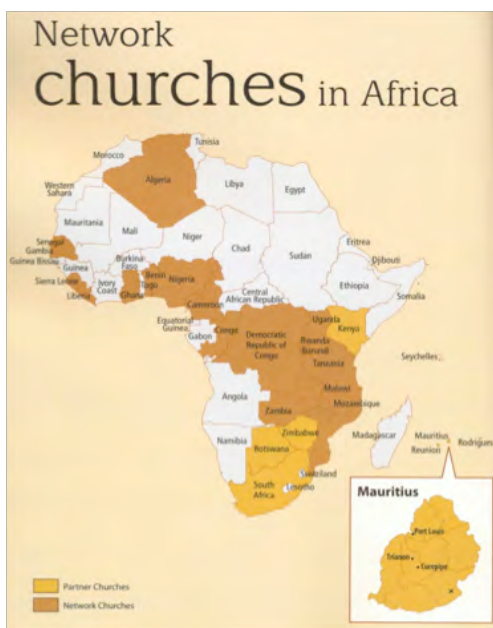 Network
churches in Africa
Tunisia
Morocco
Algeria
Western
Sahara
Libya
Egypt
Mauritania
Mali
Niger
Chad
Sudan
Eritrea
Djibouti
Senegal
Gambia
Guinea Bissau
Guinea
Burkina
Faso
Sierra Leone
Liberia
Ivory
Coast
Ghana
Benin
Togo
Nigeria
Cameroon
Central
African Republic
Ethiopia
Somalia
Equatorial
Guinea
Gabon
Congo
Democratic
Republic of
Congo
Uganda
Kenya
Rwanda
Burundi
Tanzania
Seychelles
Angola
Zambia
Malawi
Mozambique
Zimbabwe
Namibia
Botswana
Madagascar
Mauritius
Rodrigues
Reunion
Swaziland
South
Africa
Lesotho
Mauritius
Port Louis
Trianon
Curepipe
Partner Churches
Network Churches